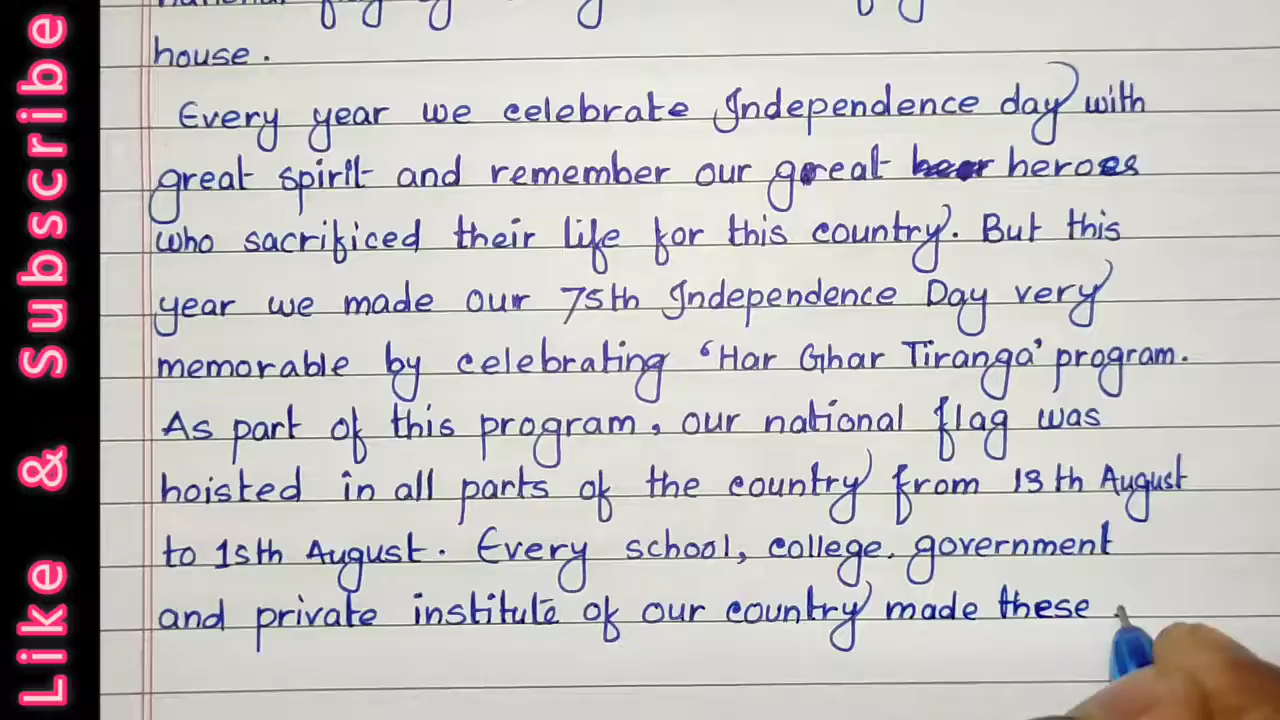 house.
Every year we celebrate Independence day with
great spirit and remember our great heroes
who sacrificed their life for this country. But this
year we made our 75th Independence Day very
memorable by celebrating 'Har Ghar Tiranga' program.
As part of this program, our national flag was
hoisted in all parts of the country from 13th August
to 15th August. Every school, college, government
and private institute of our country made these
Like & Subscribe